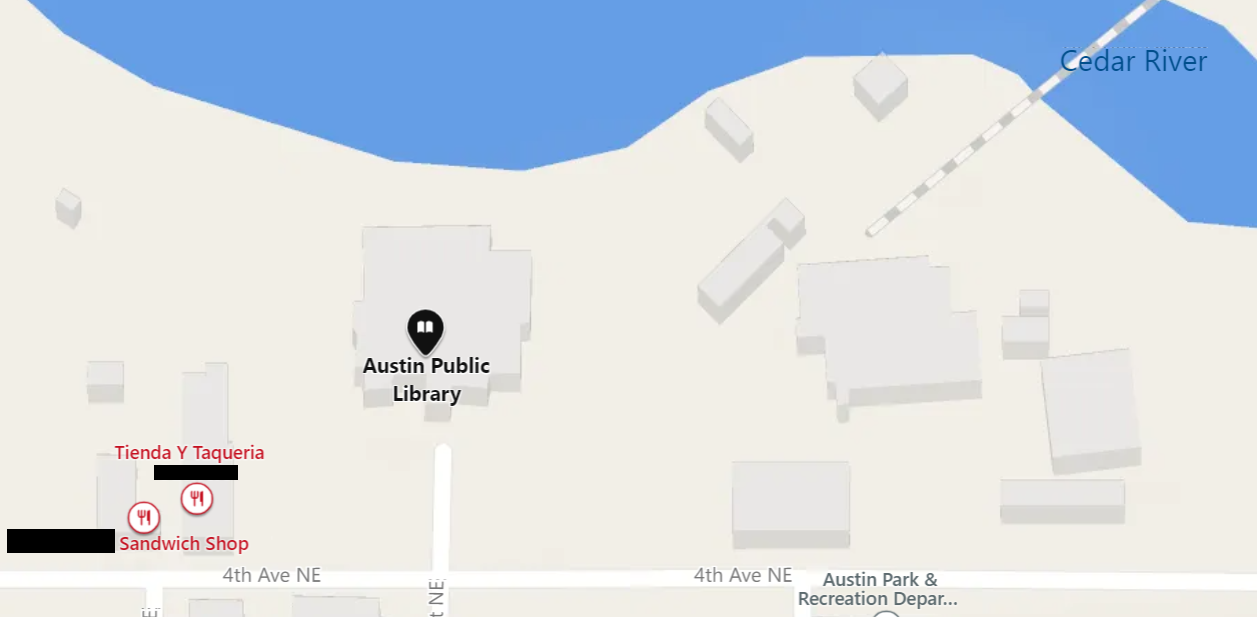 Cedar River
Austin Public
Library
Tienda Y Taqueria
Sandwich Shop
4th Ave NE
4th Ave NE
Austin Park &
Recreation Depar...
E
t NE